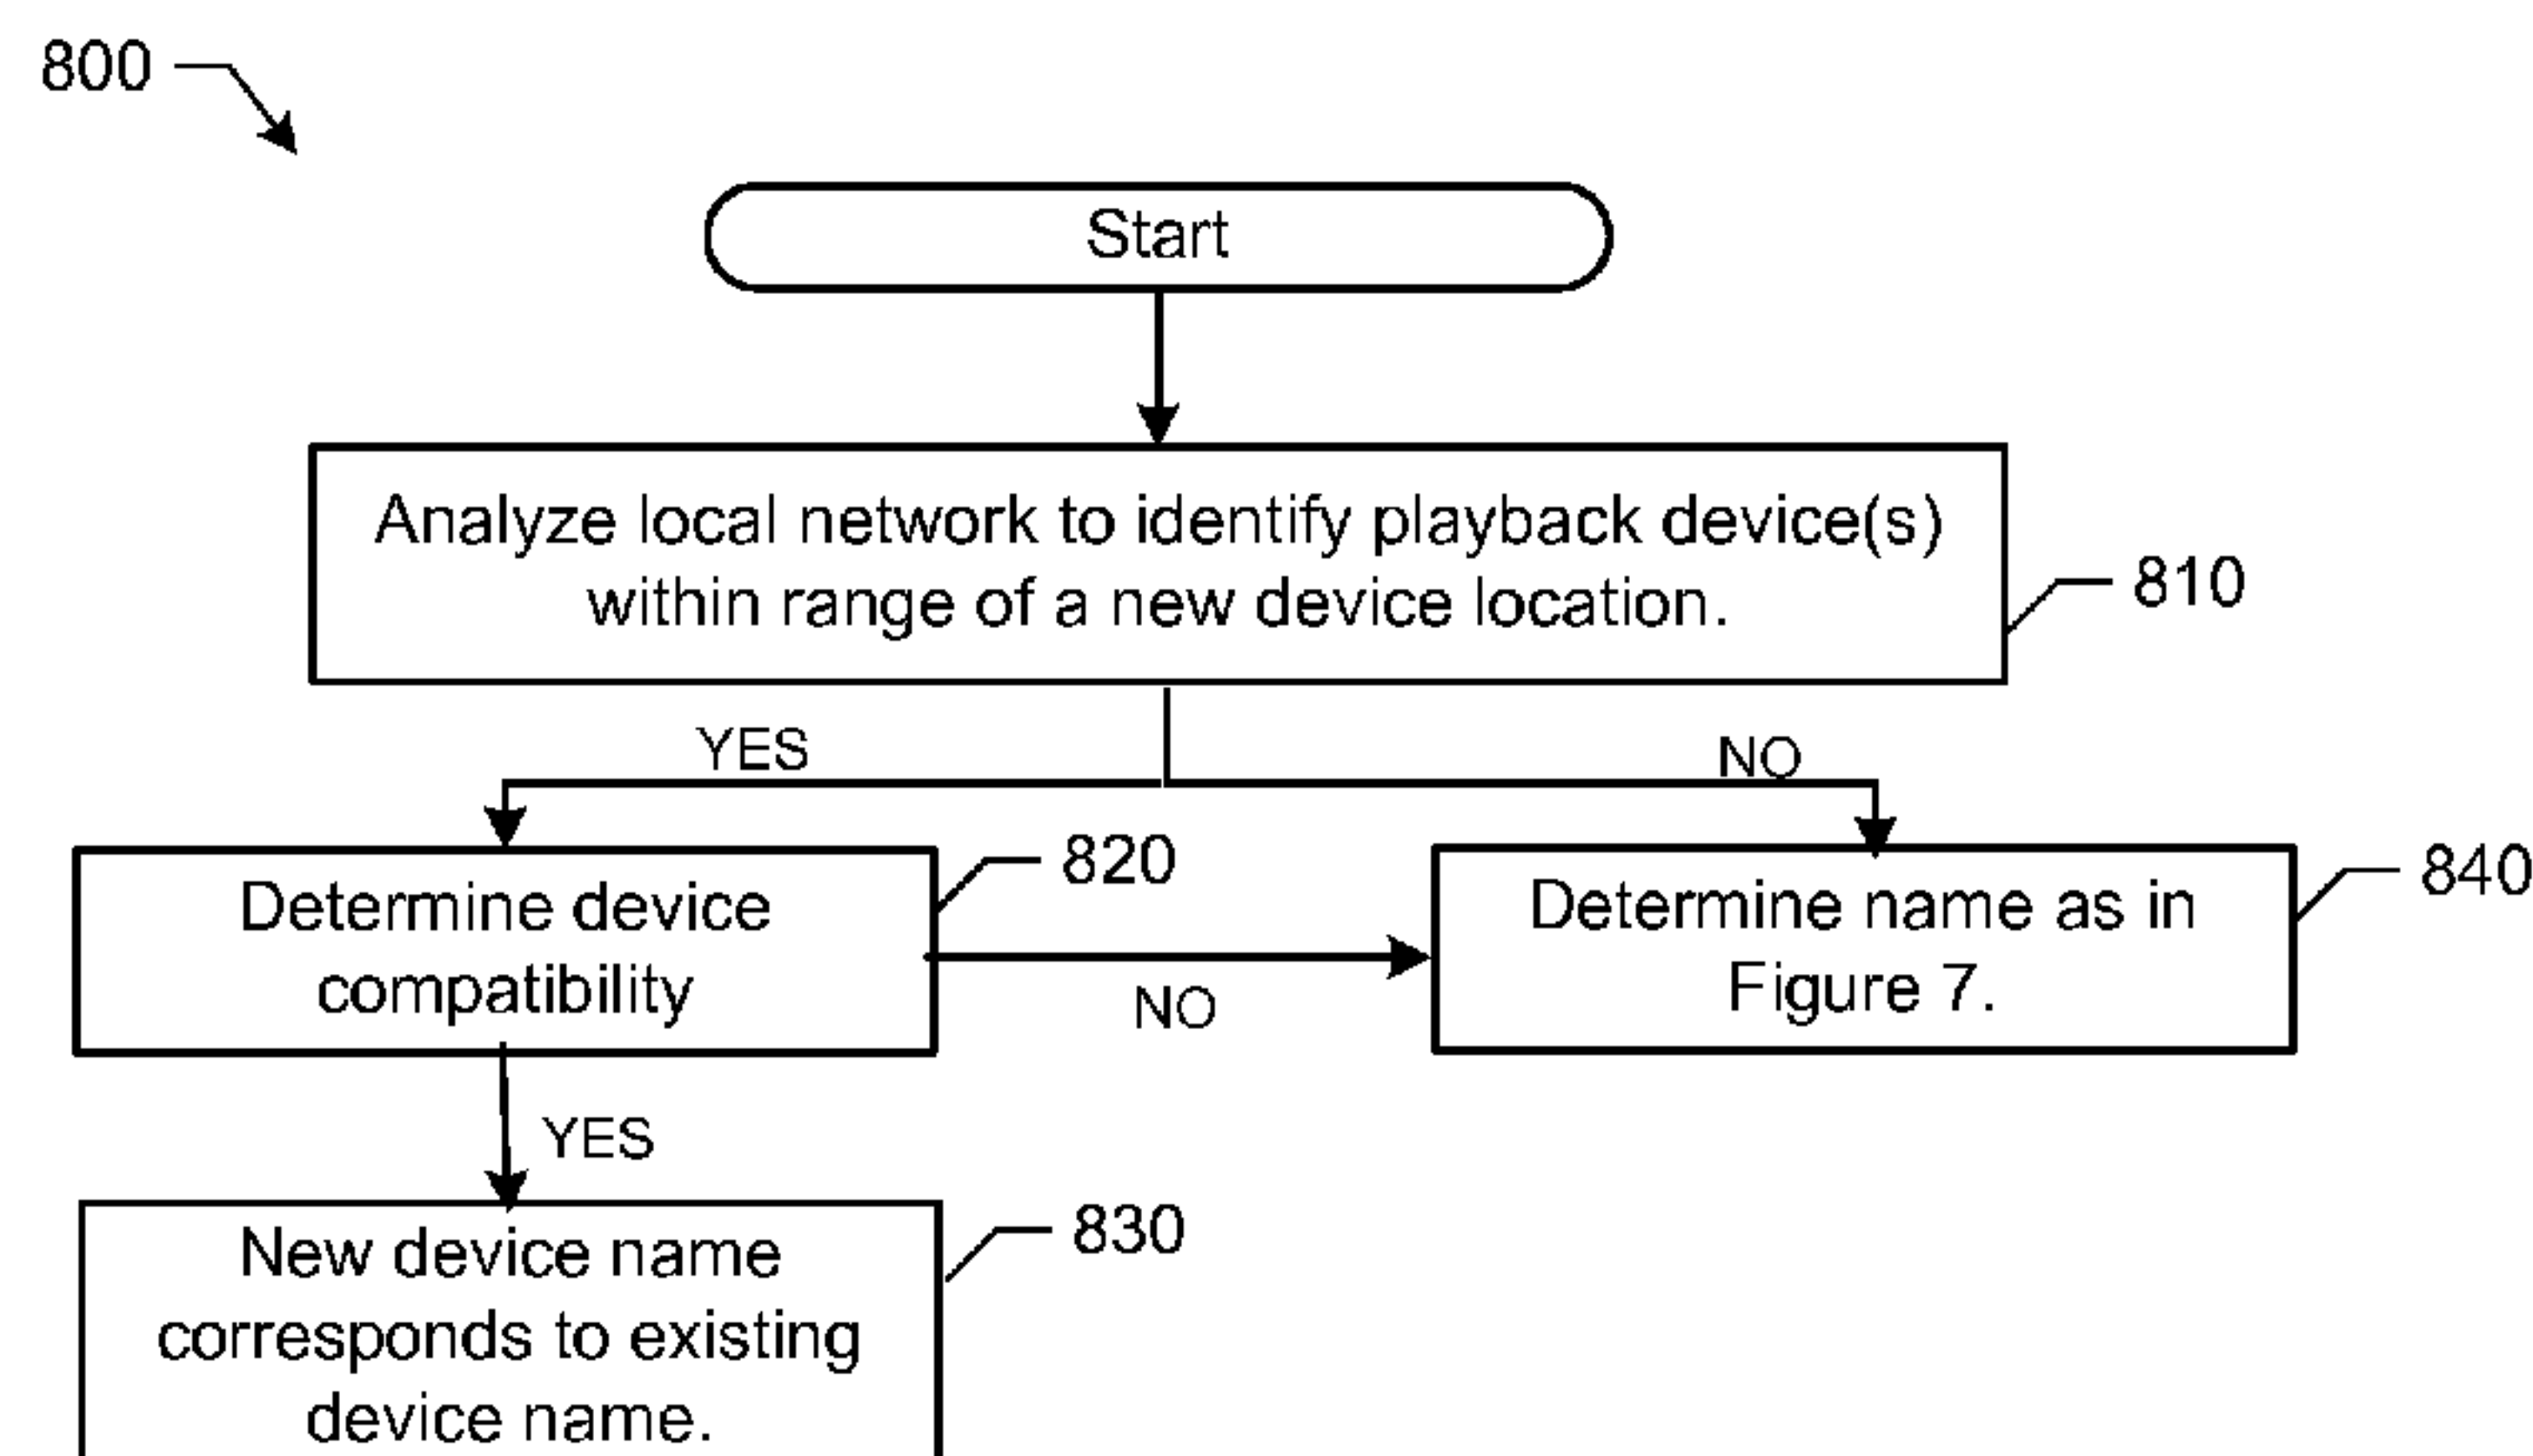 800
Start
Analyze local network to identify playback device(s)
within range of a new device location.
810
YES
NO
820
Determine device
compatibility
840
Determine name as in
Figure 7.
NO
YES
830
New device name
corresponds to existing
device name.